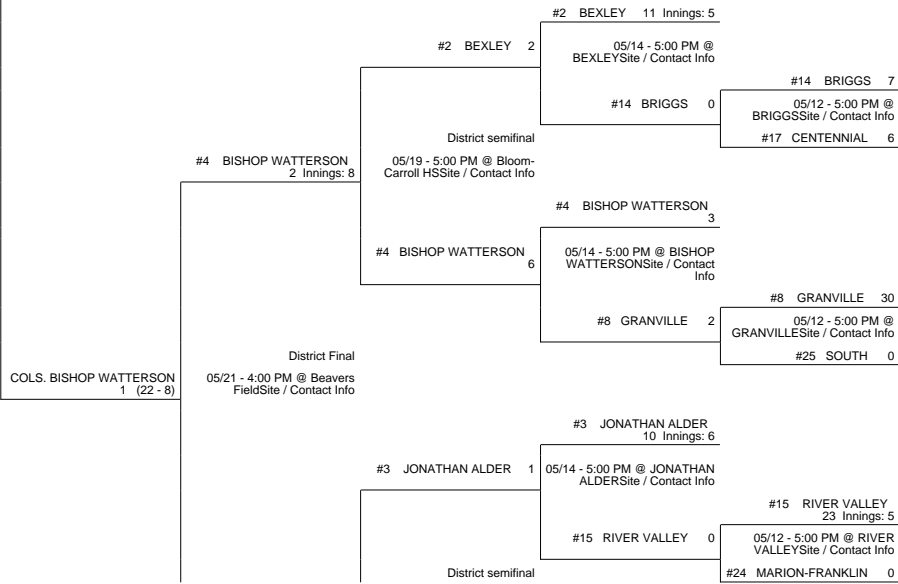 #2 BEXLEY 11 Innings: 5
#2 BEXLEY 2
05/14 - 5:00 PM @
BEXLEYSite / Contact Info
#14 BRIGGS 7
#14 BRIGGS 0
05/12 - 5:00 PM @
BRIGGSSite / Contact Info
District semifinal
#17 CENTENNIAL 6
#4 BISHOP WATTERSON
2 Innings: 8
05/19 - 5:00 PM @ Bloom-
Carroll HSSite / Contact Info
#4 BISHOP WATTERSON
3
#4 BISHOP WATTERSON
6
05/14 - 5:00 PM @ BISHOP
WATTERSONSite / Contact
Info
#8 GRANVILLE 30
#8 GRANVILLE 2
05/12 - 5:00 PM @
GRANVILLESite / Contact Info
#25 SOUTH 0
District Final
COLS. BISHOP WATTERSON
1 (22 - 8)
05/21 - 4:00 PM @ Beavers
FieldSite / Contact Info
#3 JONATHAN ALDER
10 Innings: 6
#3 JONATHAN ALDER 1
05/14 - 5:00 PM @ JONATHAN
ALDERSite / Contact Info
#15 RIVER VALLEY
23 Innings: 5
#15 RIVER VALLEY 0
05/12 - 5:00 PM @ RIVER
VALLEYSite / Contact Info
District semifinal
#24 MARION-FRANKLIN 0